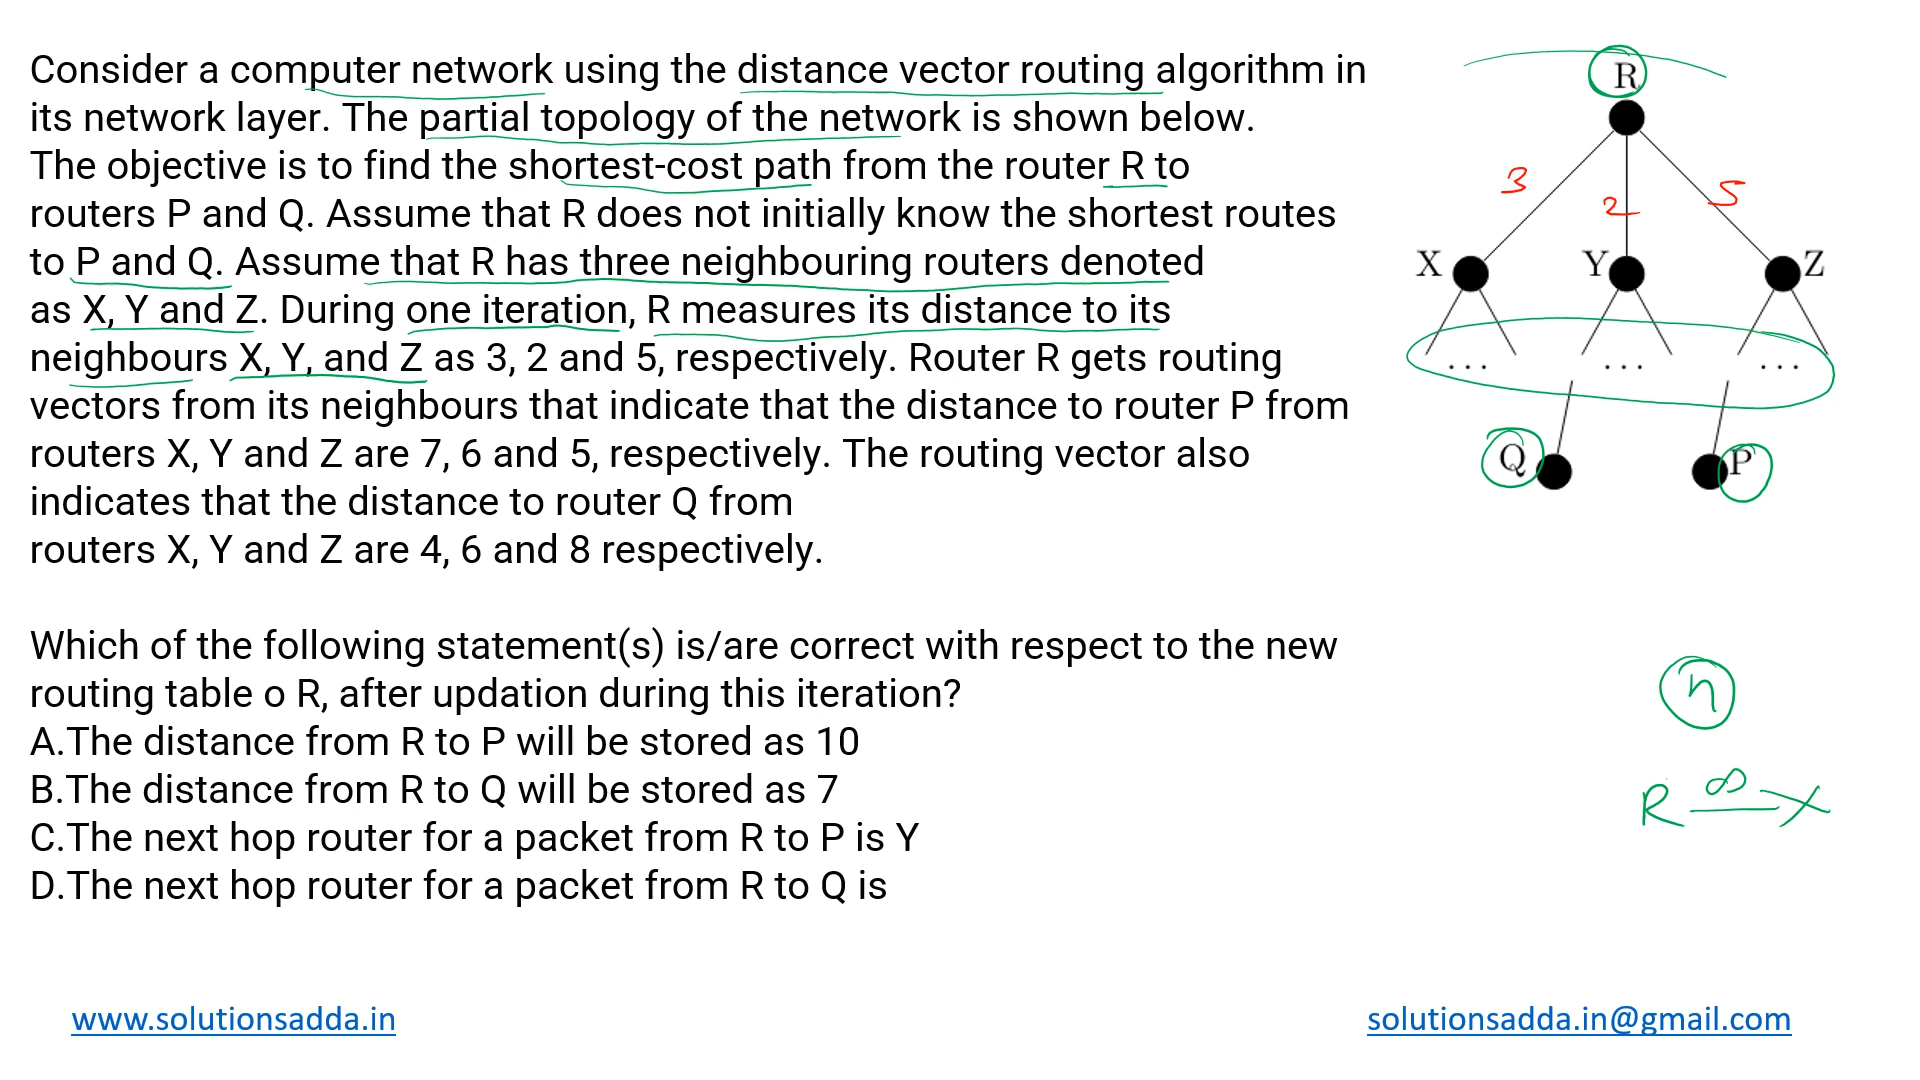 Consider a computer network using the distance vector routing algorithm in
its network layer. The partial topology of the network is shown below.
The objective is to find the shortest-cost path from the router R to
routers P and Q. Assume that R does not initially know the shortest routes
to P and Q. Assume that R has three neighbouring routers denoted
as X, Y and Z. During one iteration, R measures its distance to its
neighbours X, Y, and Z as 3, 2 and 5, respectively. Router R gets routing
vectors from its neighbours that indicate that the distance to router P from
routers X, Y and Z are 7, 6 and 5, respectively. The routing vector also
indicates that the distance to router Q from
routers X, Y and Z are 4, 6 and 8 respectively.
Which of the following statement(s) is/are correct with respect to the new
routing table o R, after updation during this iteration?
A.The distance from R to P will be stored as 10
B.The distance from R to Q will be stored as 7
C.The next hop router for a packet from R to P is Y
D.The next hop router for a packet from R to Q is
R
3 2 5
X Y Z
... ... ...
Q P
n
R ∞ X
www.solutionsadda.in
solutionsadda.in@gmail.com